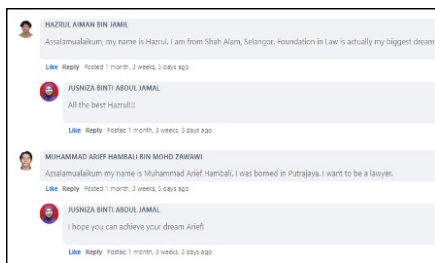 HAZRUL AIMAN BIN JAMIL
Assalamualaikum, my name is Hazrul. I am from Shah Alam, Selangor. Foundation in Law is actually my biggest dream,
Like Reply Posted 1 month, 3 weeks, 5 days ago
JUSNIZA BINTI ABDUL JAMAL
All the best Hazrul!!!
Like Reply Posted 1 month, 3 weeks, 3 days ago
MUHAMMAD ARIEF HAMBALI BIN MOHD ZAWAWI
Assalamualaikum my name is Muhammad Arief Hambali. I was borned in Putrajaya. I want to be a lawyer.
Like Reply Posted 1 month, 3 weeks, 5 days ago
JUSNIZA BINTI ABDUL JAMAL
I hope you can achieve your dream Arief!
Like Reply Posted 1 month, 3 weeks, 3 days ago